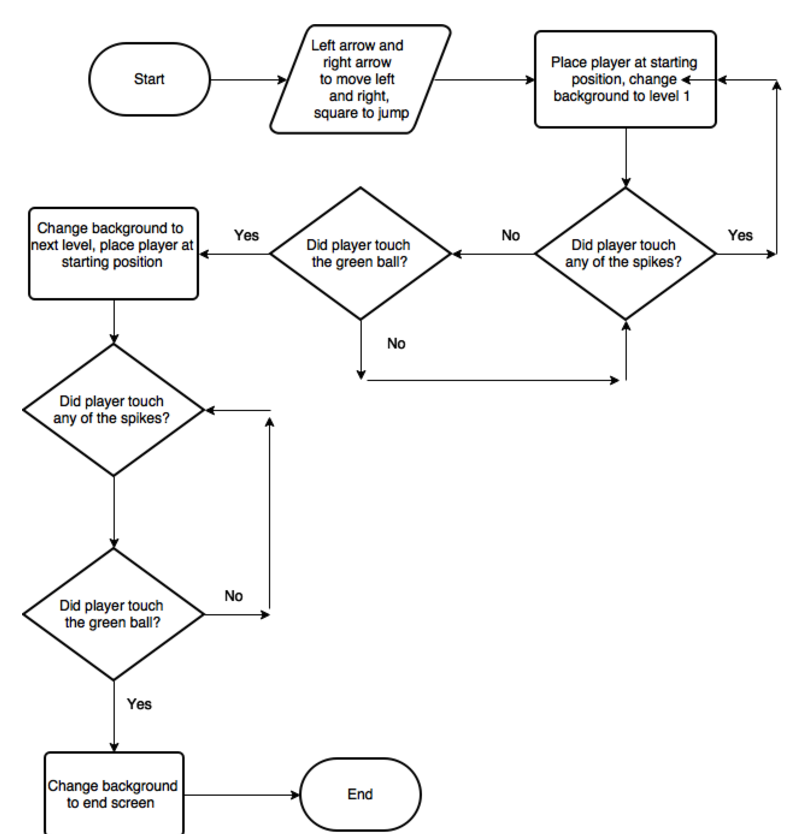 Start
Left arrow and
right arrow
to move left
and right,
square to jump
Place player at starting
position, change
background to level 1
Did player touch
any of the spikes?
Yes
No
Did player touch
the green ball?
Yes
No
Change background to
next level, place player at
starting position
Did player touch
any of the spikes?
Did player touch
the green ball?
No
Yes
Change background
to end screen
End